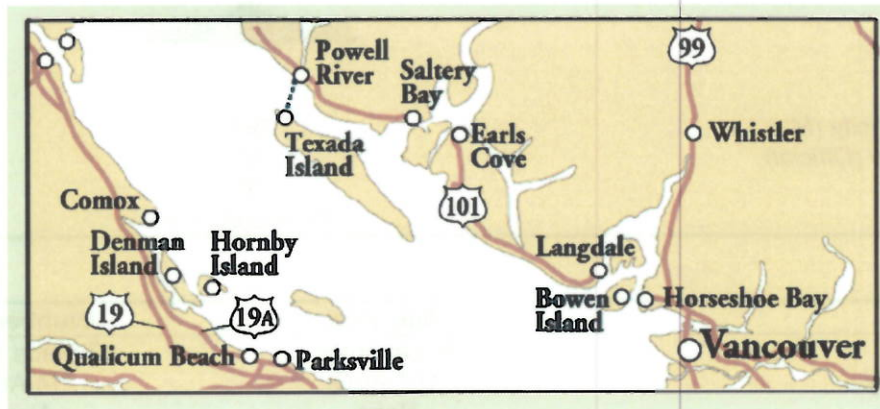 99
Powell
River
Saltery
Bay
Texada
Island
Earls
Cove
Whistler
101
Comox
Denman
Island
Hornby
Island
Langdale
Bowen
Island
Horseshoe Bay
19
19A
Qualicum Beach
Parksville
Vancouver